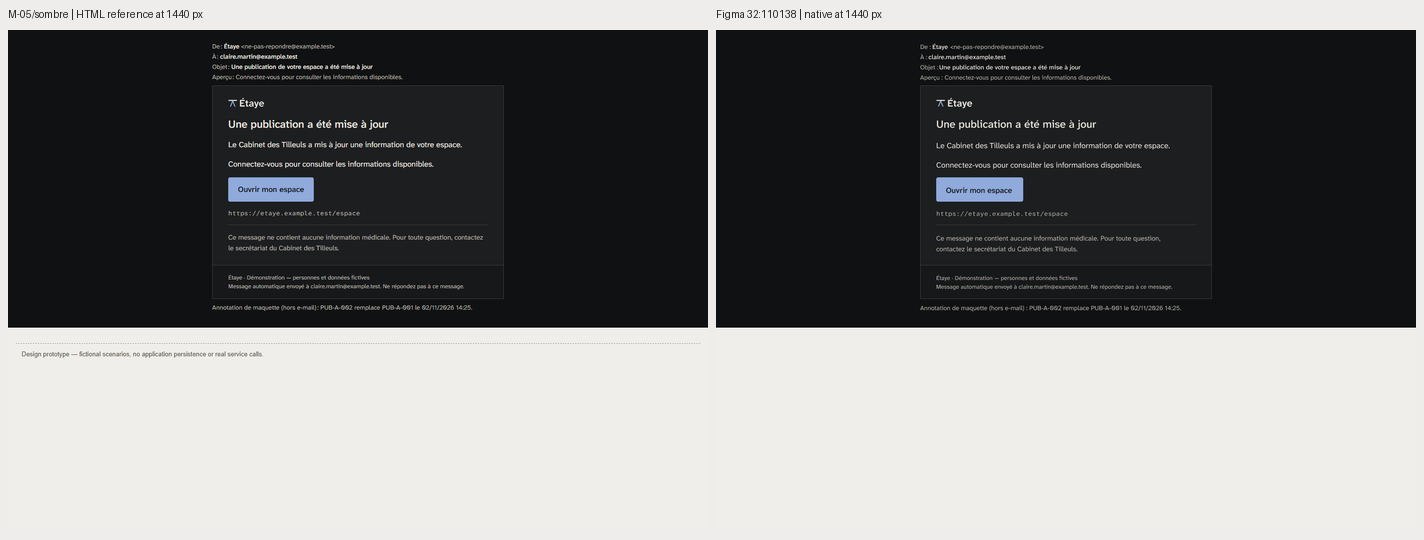 M-05/sombre | HTML reference at 1440 px
De : Étaye <ne-pas-repondre@example.test>
À : claire.martin@example.test
Objet : Une publication de votre espace a été mise à jour
Aperçu : Connectez-vous pour consulter les informations disponibles.
Étaye
Une publication a été mise à jour
Le Cabinet des Tilleuls a mis à jour une information de votre espace.
Connectez-vous pour consulter les informations disponibles.
Ouvrir mon espace
https://etaye.example.test/espace
Ce message ne contient aucune information médicale. Pour toute question, contactez
le secrétariat du Cabinet des Tilleuls.
Étaye · Démonstration — personnes et données fictives
Message automatique envoyé à claire.martin@example.test. Ne répondez pas à ce message.
Annotation de maquette (hors e-mail) : PUB-A-002 remplace PUB-A-001 le 02/11/2026 14:25.
Design prototype — fictional scenarios, no application persistence or real service calls.
Figma 32:110138 | native at 1440 px
De : Étaye <ne-pas-repondre@example.test>
À : claire.martin@example.test
Objet : Une publication de votre espace a été mise à jour
Aperçu : Connectez-vous pour consulter les informations disponibles.
Étaye
Une publication a été mise à jour
Le Cabinet des Tilleuls a mis à jour une information de votre espace.
Connectez-vous pour consulter les informations disponibles.
Ouvrir mon espace
https://etaye.example.test/espace
Ce message ne contient aucune information médicale. Pour toute question,
contactez le secrétariat du Cabinet des Tilleuls.
Étaye · Démonstration — personnes et données fictives
Message automatique envoyé à claire.martin@example.test. Ne répondez pas à ce message.
Annotation de maquette (hors e-mail) : PUB-A-002 remplace PUB-A-001 le 02/11/2026 14:25.